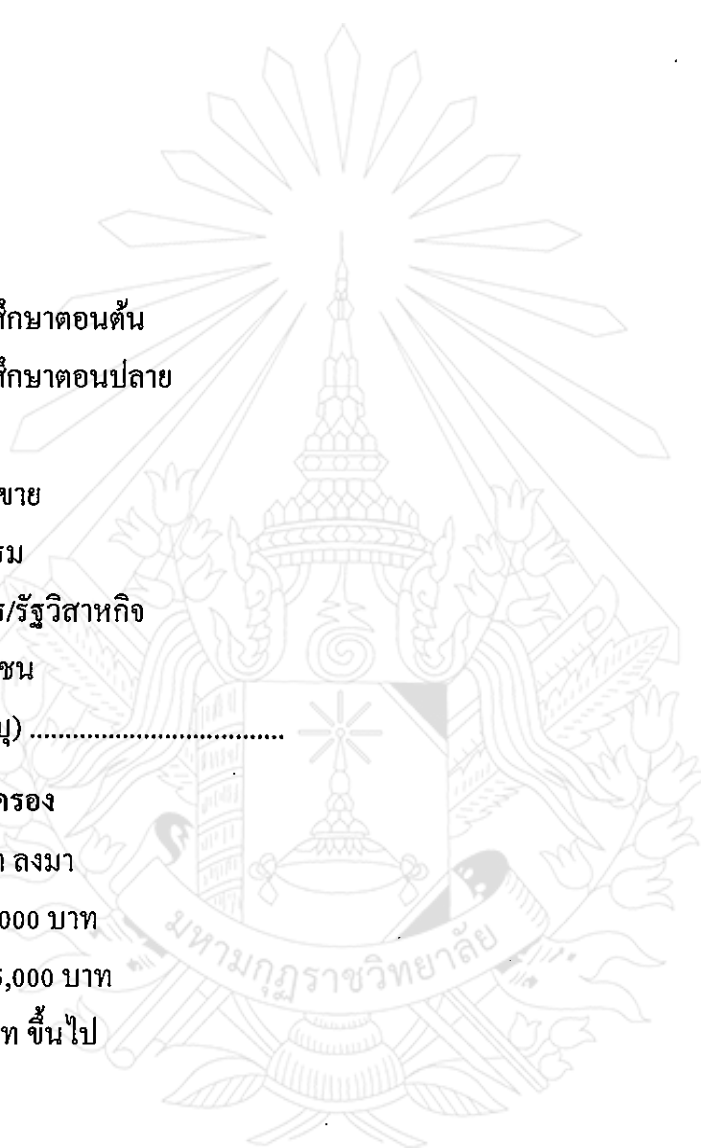 ศึกษาตอนต้น
ศึกษาตอนปลาย
ขาย
รม
ร/รัฐวิสาหกิจ
ชน
ุ) ....................................
ครอง
ลงมา
,000 บาท
5,000 บาท
ท ขึ้นไป
มหามกุฏราชวิทยาลัย